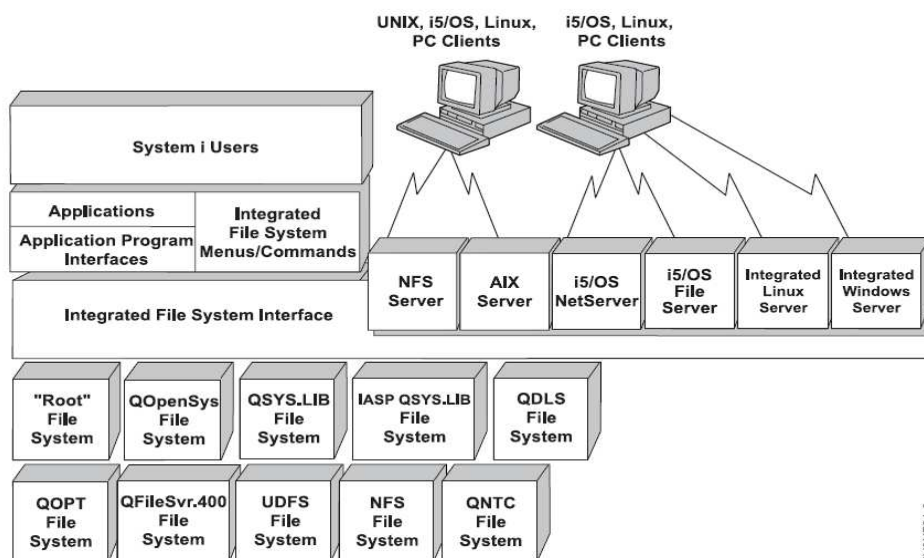 UNIX, i5/OS, Linux,
PC Clients
i5/OS, Linux,
PC Clients
System i Users
Applications
Application Program
Interfaces
Integrated
File System
Menus/Commands
NFS
Server
AIX
Server
i5/OS
NetServer
i5/OS
File
Server
Integrated
Linux
Server
Integrated
Windows
Server
Integrated File System Interface
"Root"
File
System
QOpenSys
File
System
QSYS.LIB
File
System
IASP QSYS.LIB
File
System
QDLS
File
System
QOPT
File
System
QFileSvr.400
File
System
UDFS
File
System
NFS
File
System
QNTC
File
System